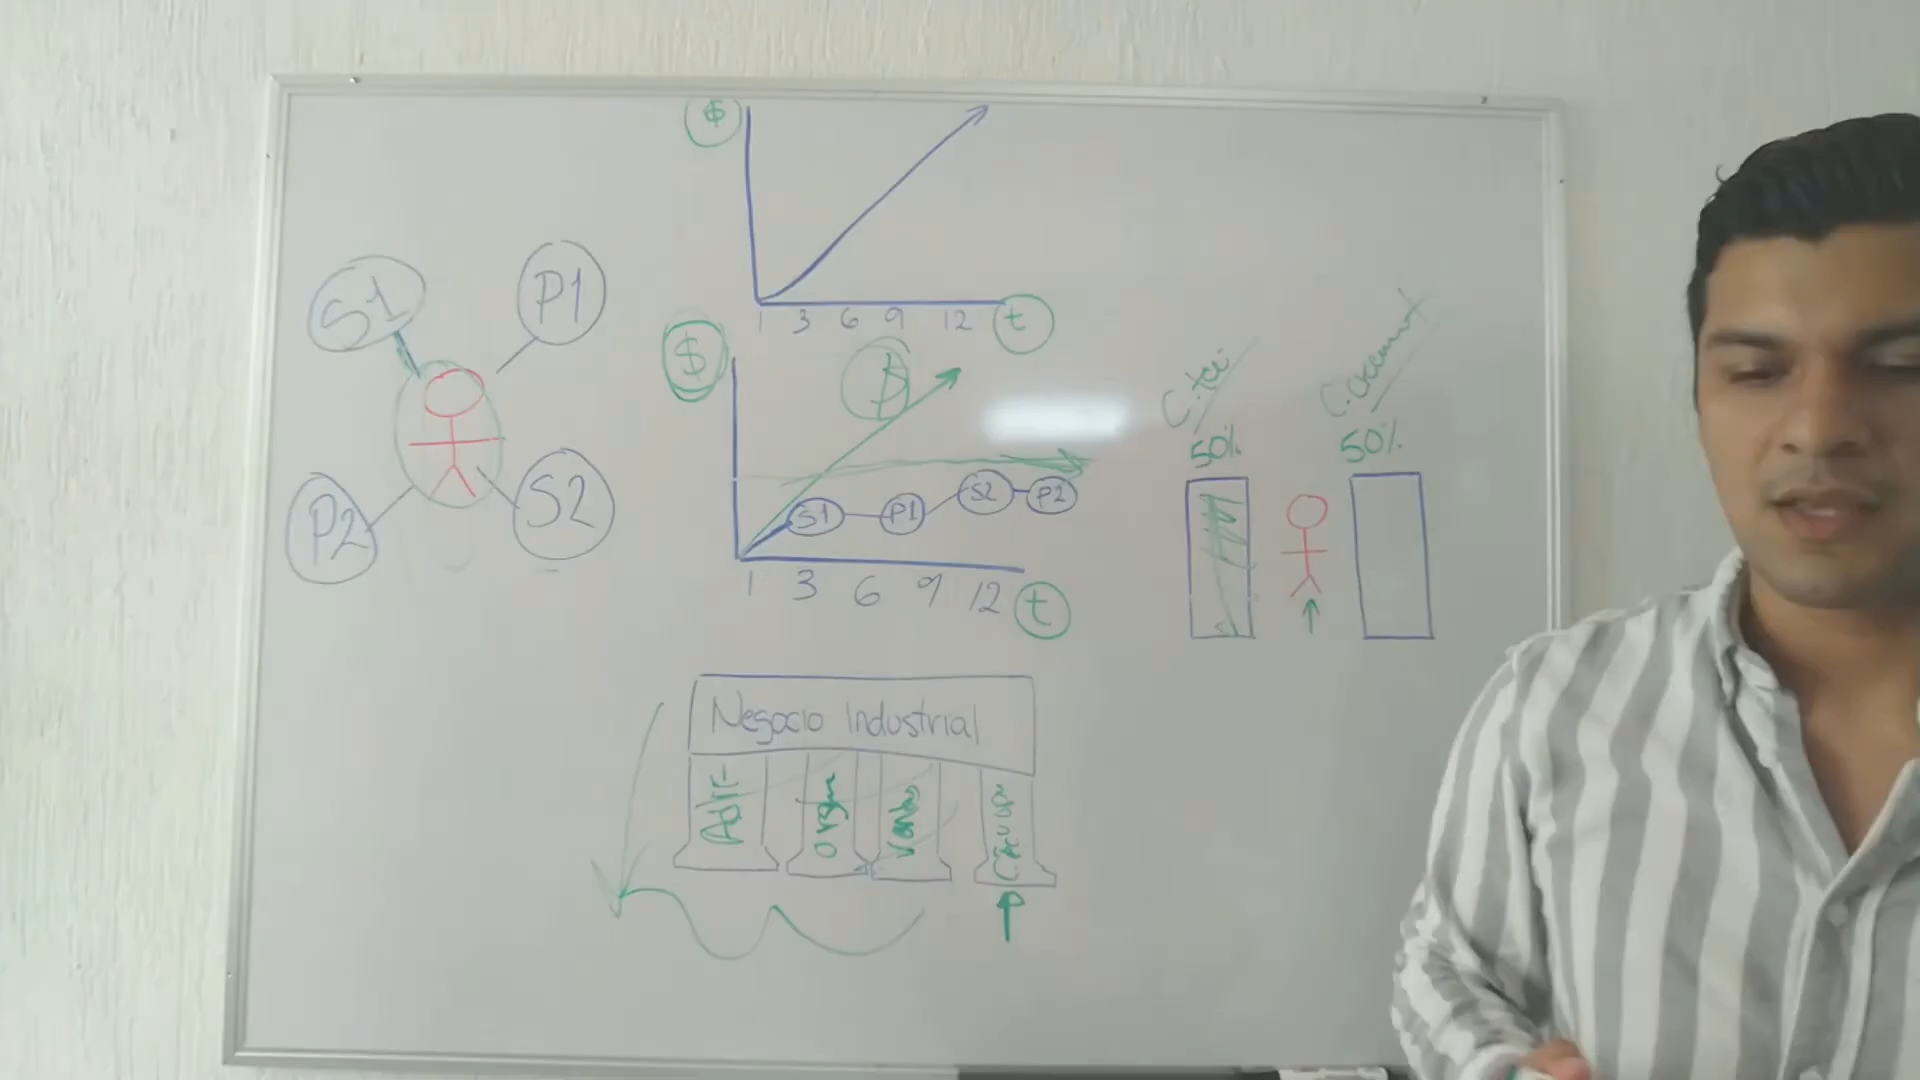 $
1 3 6 9 12 t
S1
P1
P2
S2
$
$
S1 P1 S2 P2
1 3 6 9 12 t
50%
50%
Negocio Industrial
Ventas